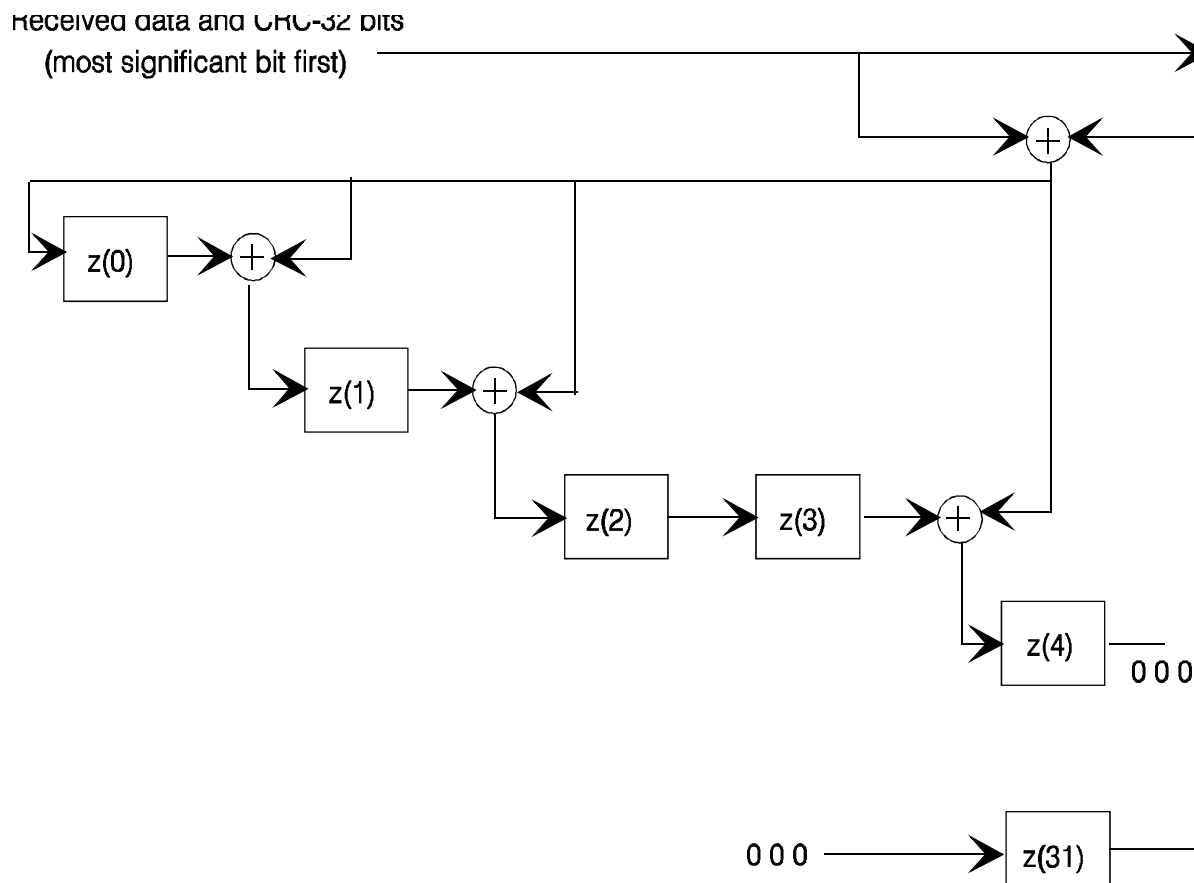 Received data and CRC-32 bits
(most significant bit first)
+
z(0)
+
z(1)
+
z(2)
z(3)
+
z(4)
0 0 0
0 0 0
z(31)